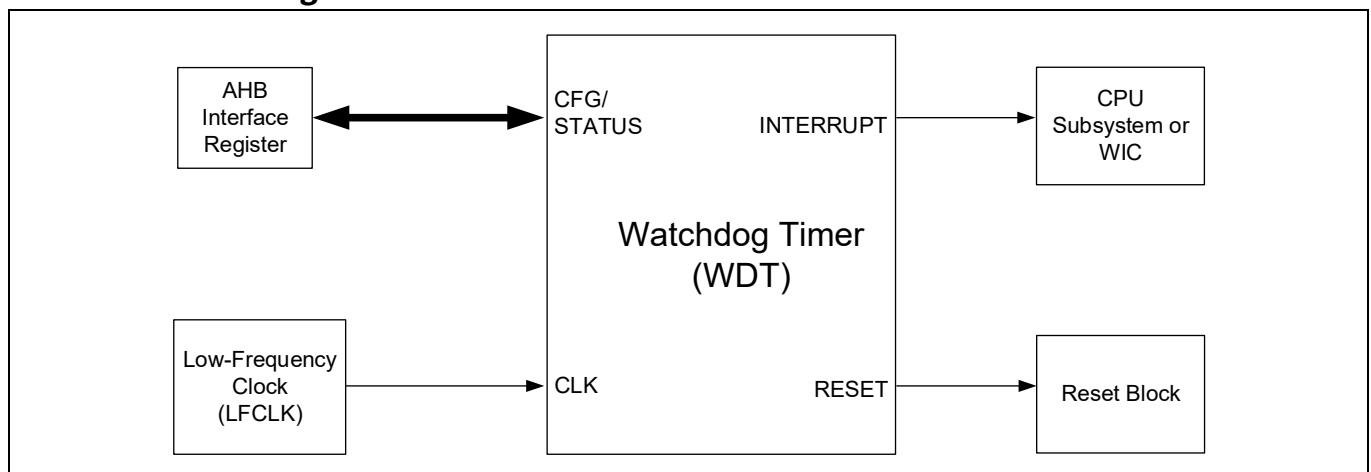 AHB
Interface
Register
CFG/
STATUS
INTERRUPT
CPU
Subsystem or
WIC
Watchdog Timer
(WDT)
Low-Frequency
Clock
(LFCLK)
CLK
RESET
Reset Block